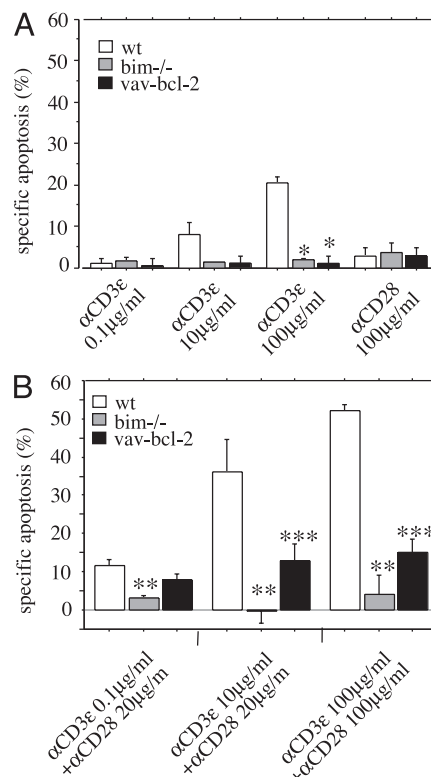 A
specific apoptosis (%)
60
50
40
30
20
10
0
wt
bim-/-
vav-bcl-2
*
*
αCD3ε
0.1µg/ml
αCD3ε
10µg/ml
αCD3ε
100µg/ml
αCD28
100µg/ml
B
specific apoptosis (%)
60
50
40
30
20
10
0
wt
bim-/-
vav-bcl-2
**
**
***
**
***
αCD3ε 0.1µg/ml
+αCD28 20µg/m
αCD3ε 10µg/ml
+αCD28 20µg/m
αCD3ε 100µg/ml
+αCD28 100µg/ml